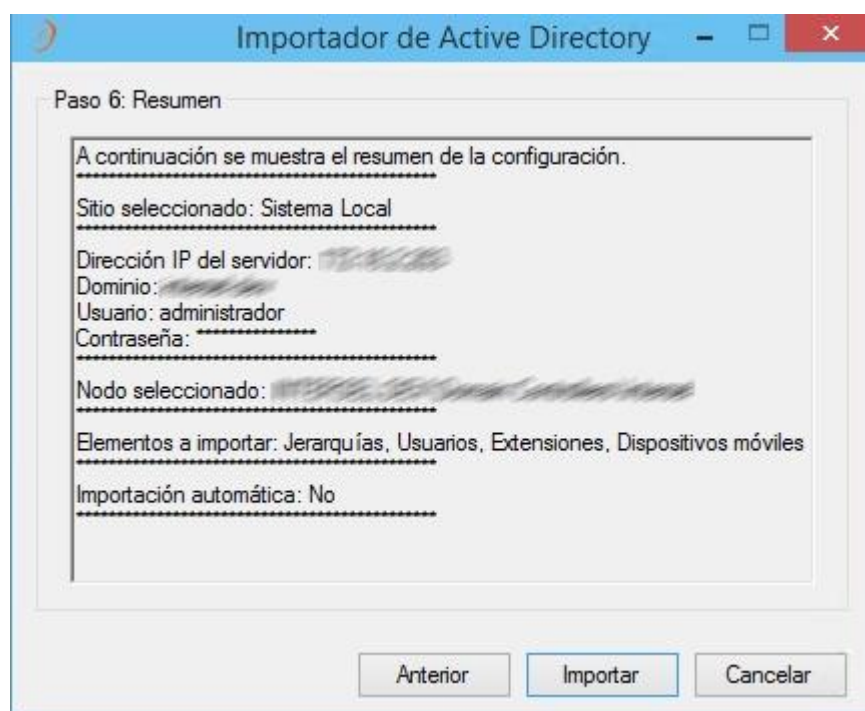 Importador de Active Directory
Paso 6: Resumen
A continuación se muestra el resumen de la configuración.
*********************************************
Sitio seleccionado: Sistema Local
*********************************************
Dirección IP del servidor:
Dominio:
Usuario: administrador
Contraseña: ***************
*********************************************
Nodo seleccionado:
*********************************************
Elementos a importar: Jerarquías, Usuarios, Extensiones, Dispositivos móviles
*********************************************
Importación automática: No
*********************************************
Anterior Importar Cancelar